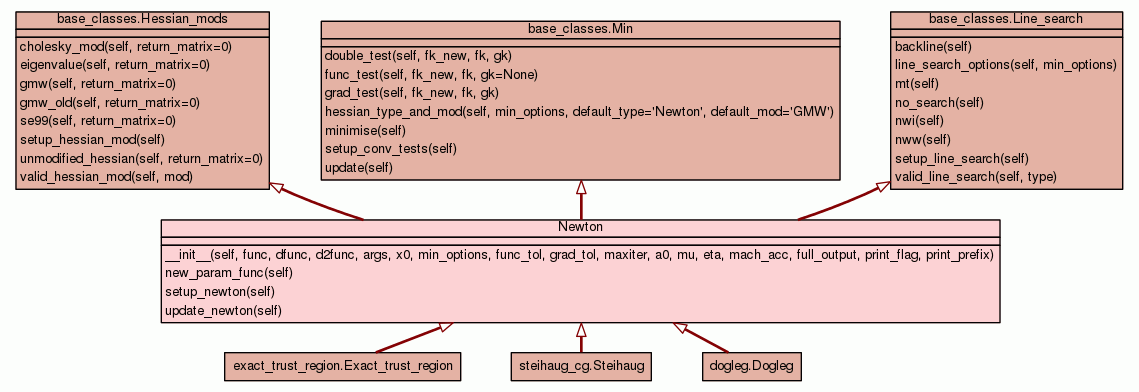 base_classes.Hessian_mods
cholesky_mod(self, return_matrix=0)
eigenvalue(self, return_matrix=0)
gmw(self, return_matrix=0)
gmw_old(self, return_matrix=0)
se99(self, return_matrix=0)
setup_hessian_mod(self)
unmodified_hessian(self, return_matrix=0)
valid_hessian_mod(self, mod)
base_classes.Min
double_test(self, fk_new, fk, gk)
func_test(self, fk_new, fk, gk=None)
grad_test(self, fk_new, fk, gk)
hessian_type_and_mod(self, min_options, default_type='Newton', default_mod='GMW')
minimise(self)
setup_conv_tests(self)
update(self)
base_classes.Line_search
backline(self)
line_search_options(self, min_options)
mt(self)
no_search(self)
nwi(self)
nww(self)
setup_line_search(self)
valid_line_search(self, type)
Newton
__init__(self, func, dfunc, d2func, args, x0, min_options, func_tol, grad_tol, maxiter, a0, mu, eta, mach_acc, full_output, print_flag, print_prefix)
new_param_func(self)
setup_newton(self)
update_newton(self)
exact_trust_region.Exact_trust_region
steihaug_cg.Steihaug
dogleg.Dogleg